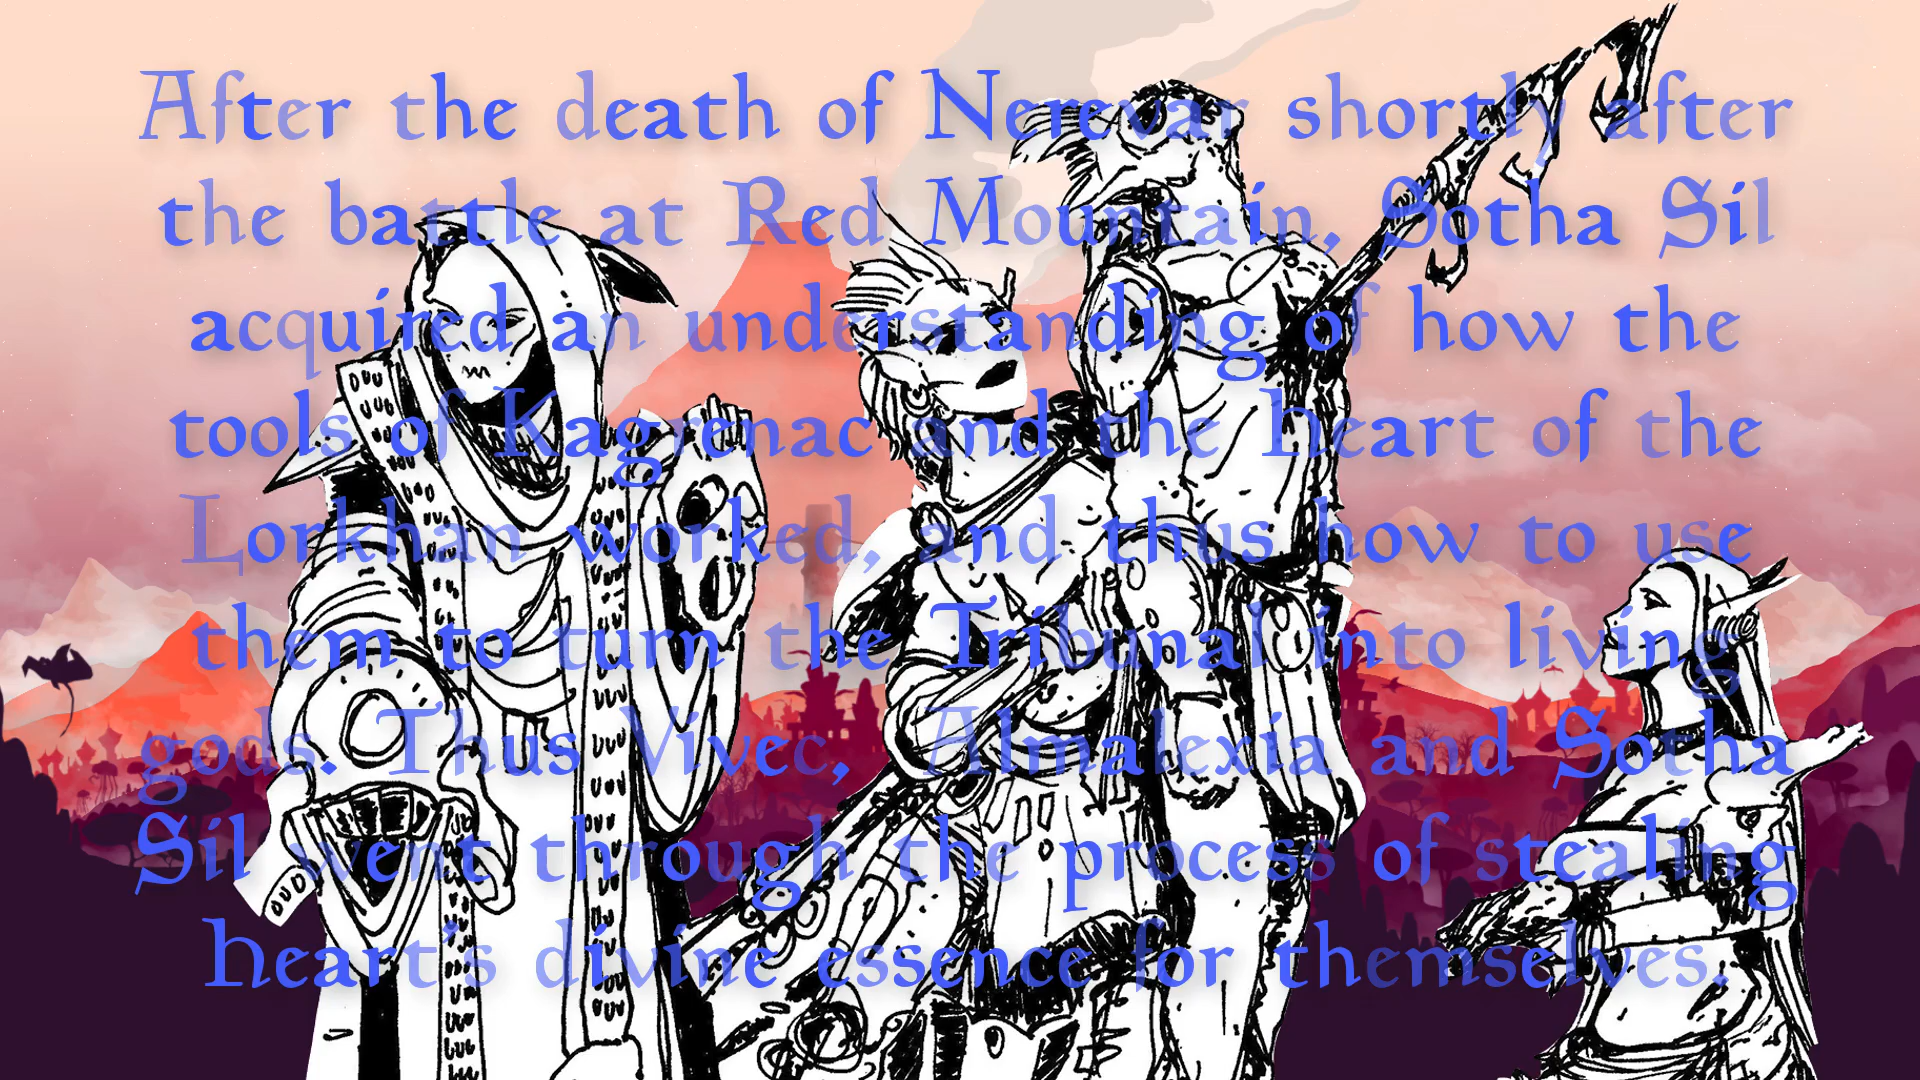 After the death of Nerevar shortly after
the battle at Red Mountain, Sotha Sil
acquired an understanding of how the
tools of Kagrenac and the Heart of the
Lorkhan worked, and thus how to use
them to turn the Tribunal into living
gods. Thus Vivec, Almalexia and Sotha
Sil went through the process of stealing
Heart's divine essence for themselves.